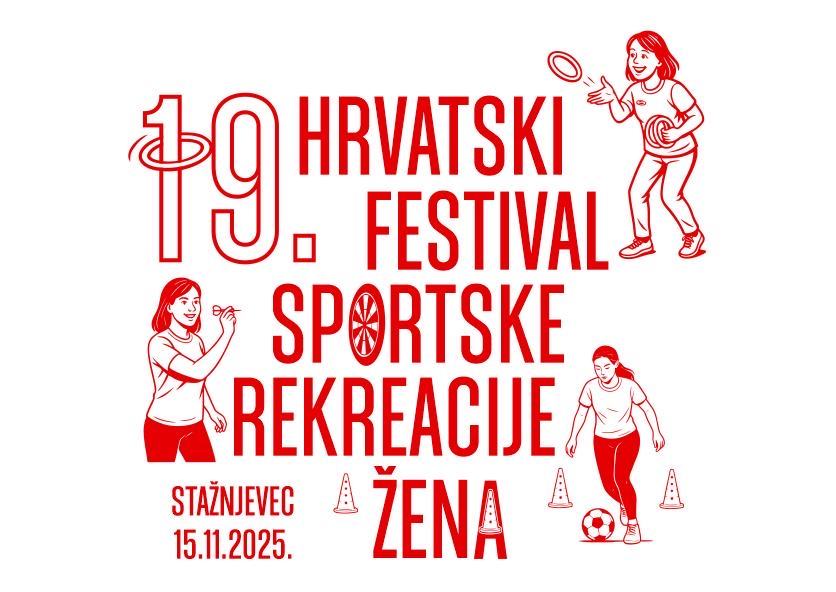 19. HRVATSKI
FESTIVAL
SPORTSKE
REKREACIJE
ŽENA
STAŽNJEVEC
15.11.2025.